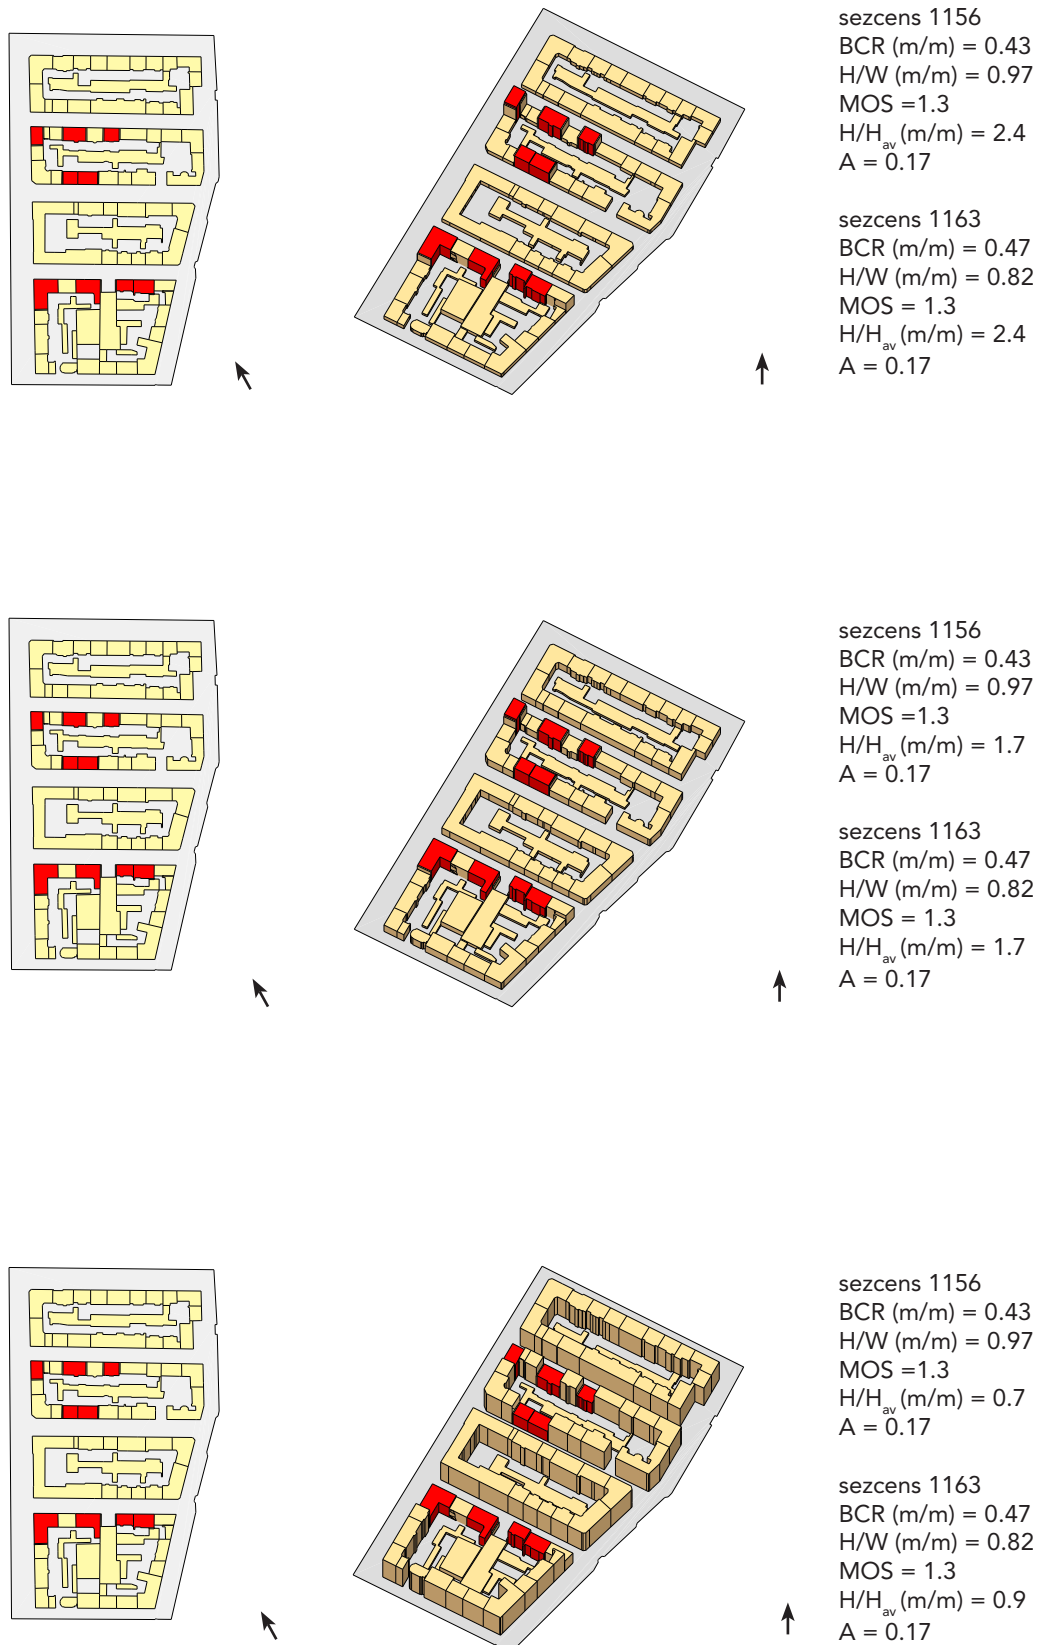 sezcens 1156
BCR (m/m) = 0.43
H/W (m/m) = 0.97
MOS =1.3
H/Hav (m/m) = 2.4
A = 0.17
sezcens 1163
BCR (m/m) = 0.47
H/W (m/m) = 0.82
MOS = 1.3
H/Hav (m/m) = 2.4
A = 0.17
sezcens 1156
BCR (m/m) = 0.43
H/W (m/m) = 0.97
MOS =1.3
H/Hav (m/m) = 1.7
A = 0.17
sezcens 1163
BCR (m/m) = 0.47
H/W (m/m) = 0.82
MOS = 1.3
H/Hav (m/m) = 1.7
A = 0.17
sezcens 1156
BCR (m/m) = 0.43
H/W (m/m) = 0.97
MOS =1.3
H/Hav (m/m) = 0.7
A = 0.17
sezcens 1163
BCR (m/m) = 0.47
H/W (m/m) = 0.82
MOS = 1.3
H/Hav (m/m) = 0.9
A = 0.17